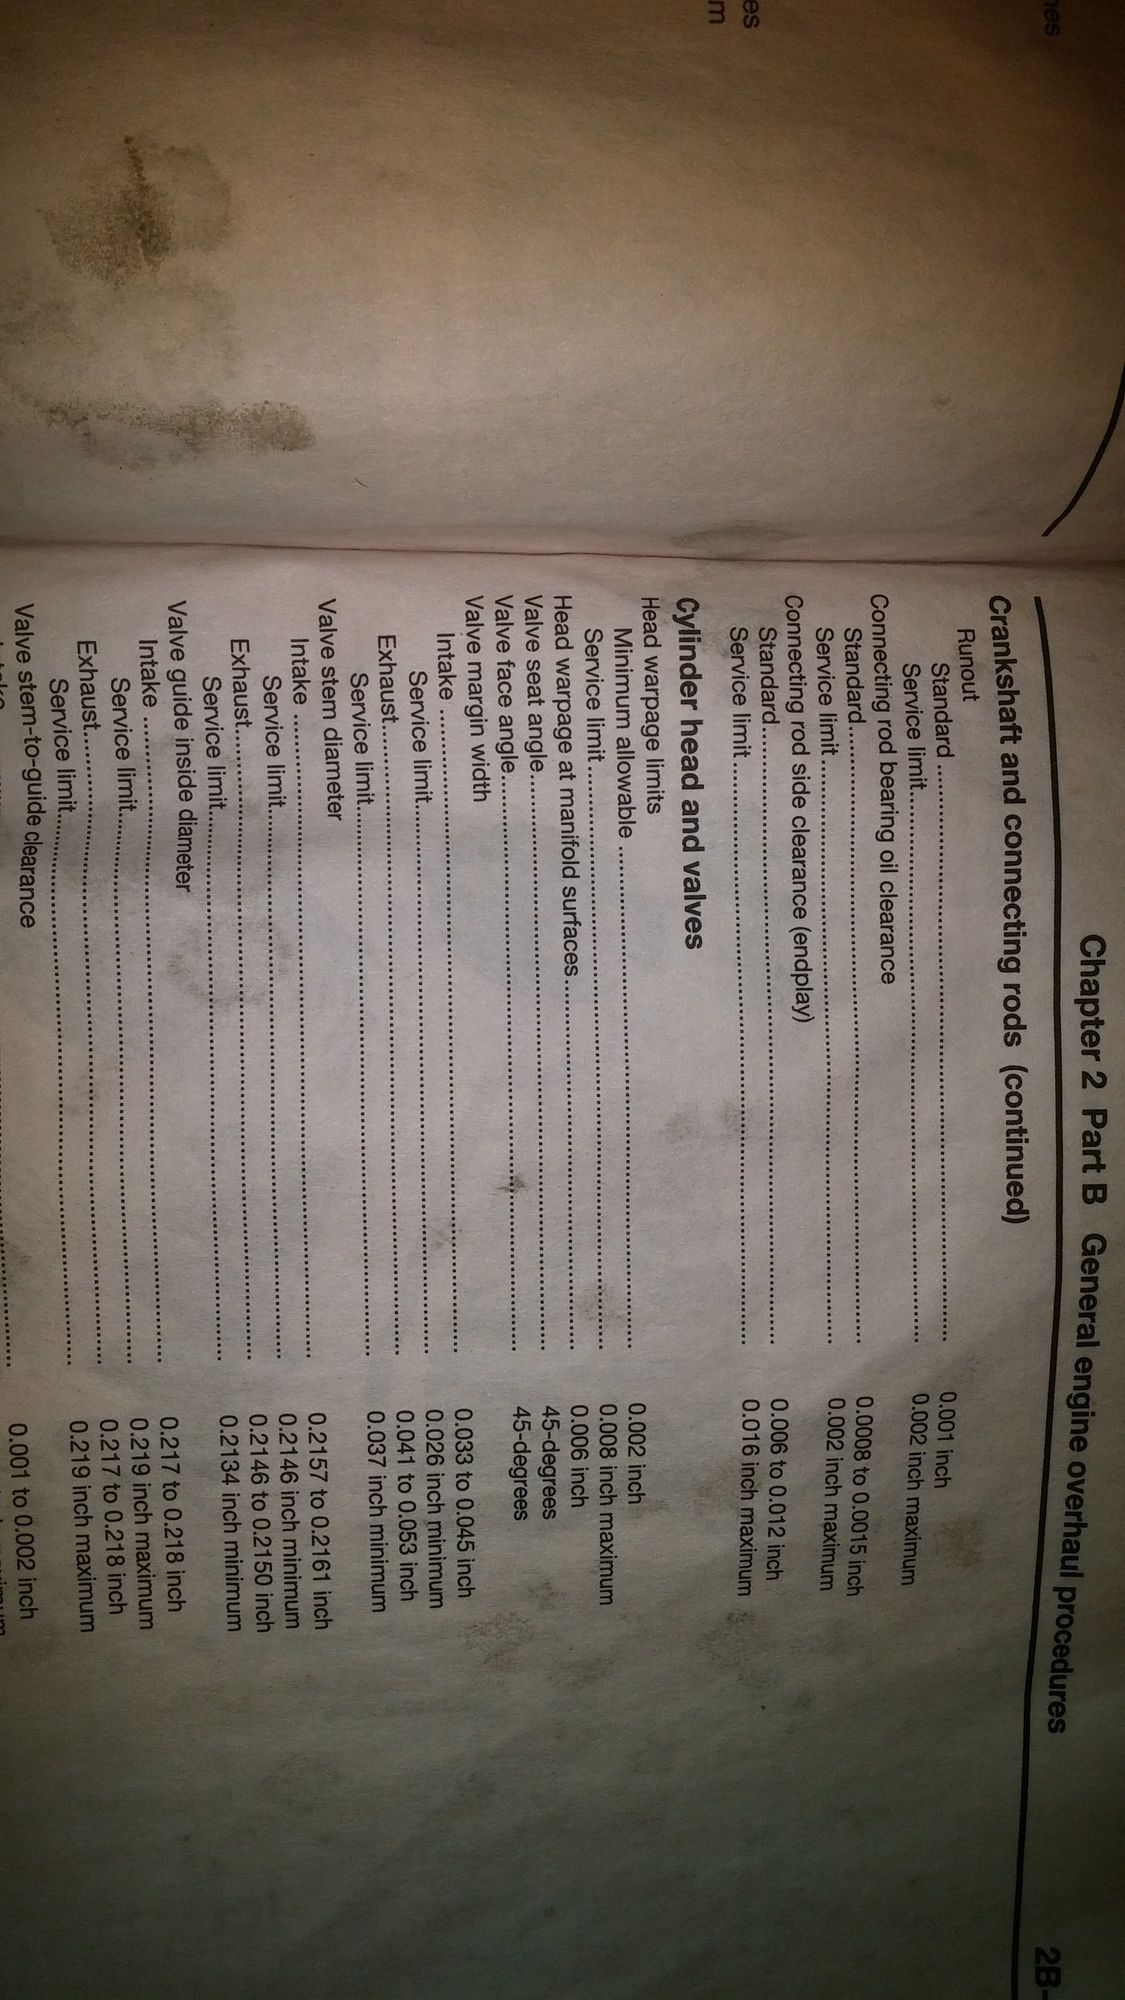 Chapter 2 Part B General engine overhaul procedures
2B-
Crankshaft and connecting rods (continued)
Runout
Standard ........ 0.001 inch
Service limit........ 0.002 inch maximum
Connecting rod bearing oil clearance
Standard........ 0.0008 to 0.0015 inch
Service limit........ 0.002 inch maximum
Connecting rod side clearance (endplay)
Standard........ 0.006 to 0.012 inch
Service limit........ 0.016 inch maximum
Cylinder head and valves
Head warpage limits
Minimum allowable ........ 0.002 inch
Service limit........ 0.008 inch maximum
Head warpage at manifold surfaces........ 0.006 inch
Valve seat angle........ 45-degrees
Valve face angle........ 45-degrees
Valve margin width
Intake ........ 0.033 to 0.045 inch
Service limit........ 0.026 inch minimum
Exhaust........ 0.041 to 0.053 inch
Service limit........ 0.037 inch minimum
Valve stem diameter
Intake ........ 0.2157 to 0.2161 inch
Service limit........ 0.2146 inch minimum
Exhaust........ 0.2146 to 0.2150 inch
Service limit........ 0.2134 inch minimum
Valve guide inside diameter
Intake ........ 0.217 to 0.218 inch
Service limit........ 0.219 inch maximum
Exhaust........ 0.217 to 0.218 inch
Service limit........ 0.219 inch maximum
Valve stem-to-guide clearance
0.001 to 0.002 inch